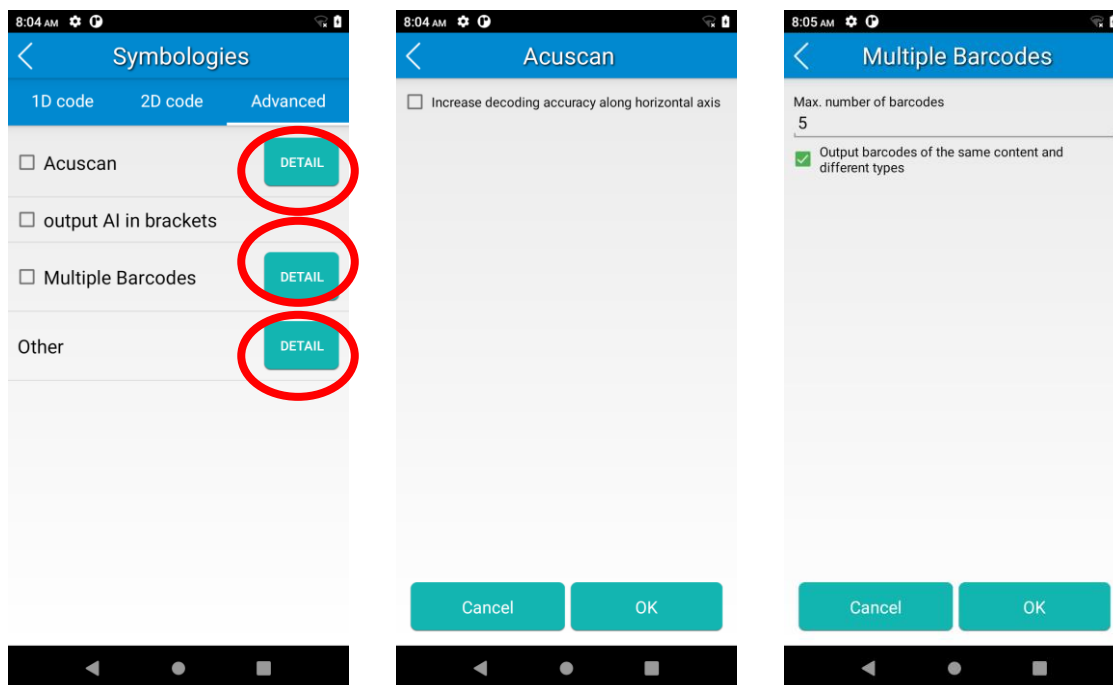 8:04 AM
Symbologies
1D code 2D code Advanced
Acuscan DETAIL
output AI in brackets
Multiple Barcodes DETAIL
Other DETAIL
8:04 AM
Acuscan
Increase decoding accuracy along horizontal axis
Cancel OK
8:05 AM
Multiple Barcodes
Max. number of barcodes
5
Output barcodes of the same content and
different types
Cancel OK